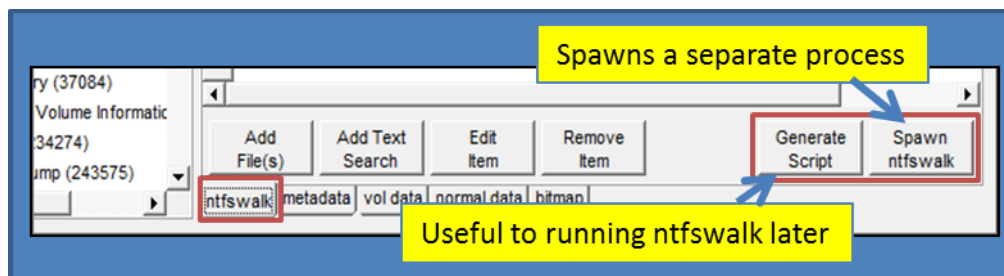 Spawns a separate process
ry (37084)
Volume Informatic
:34274)
ump (243575)
Add File(s)
Add Text Search
Edit Item
Remove Item
Generate Script
Spawn ntfswalk
ntfswalk metadata vol data normal data bitmap
Useful to running ntfswalk later